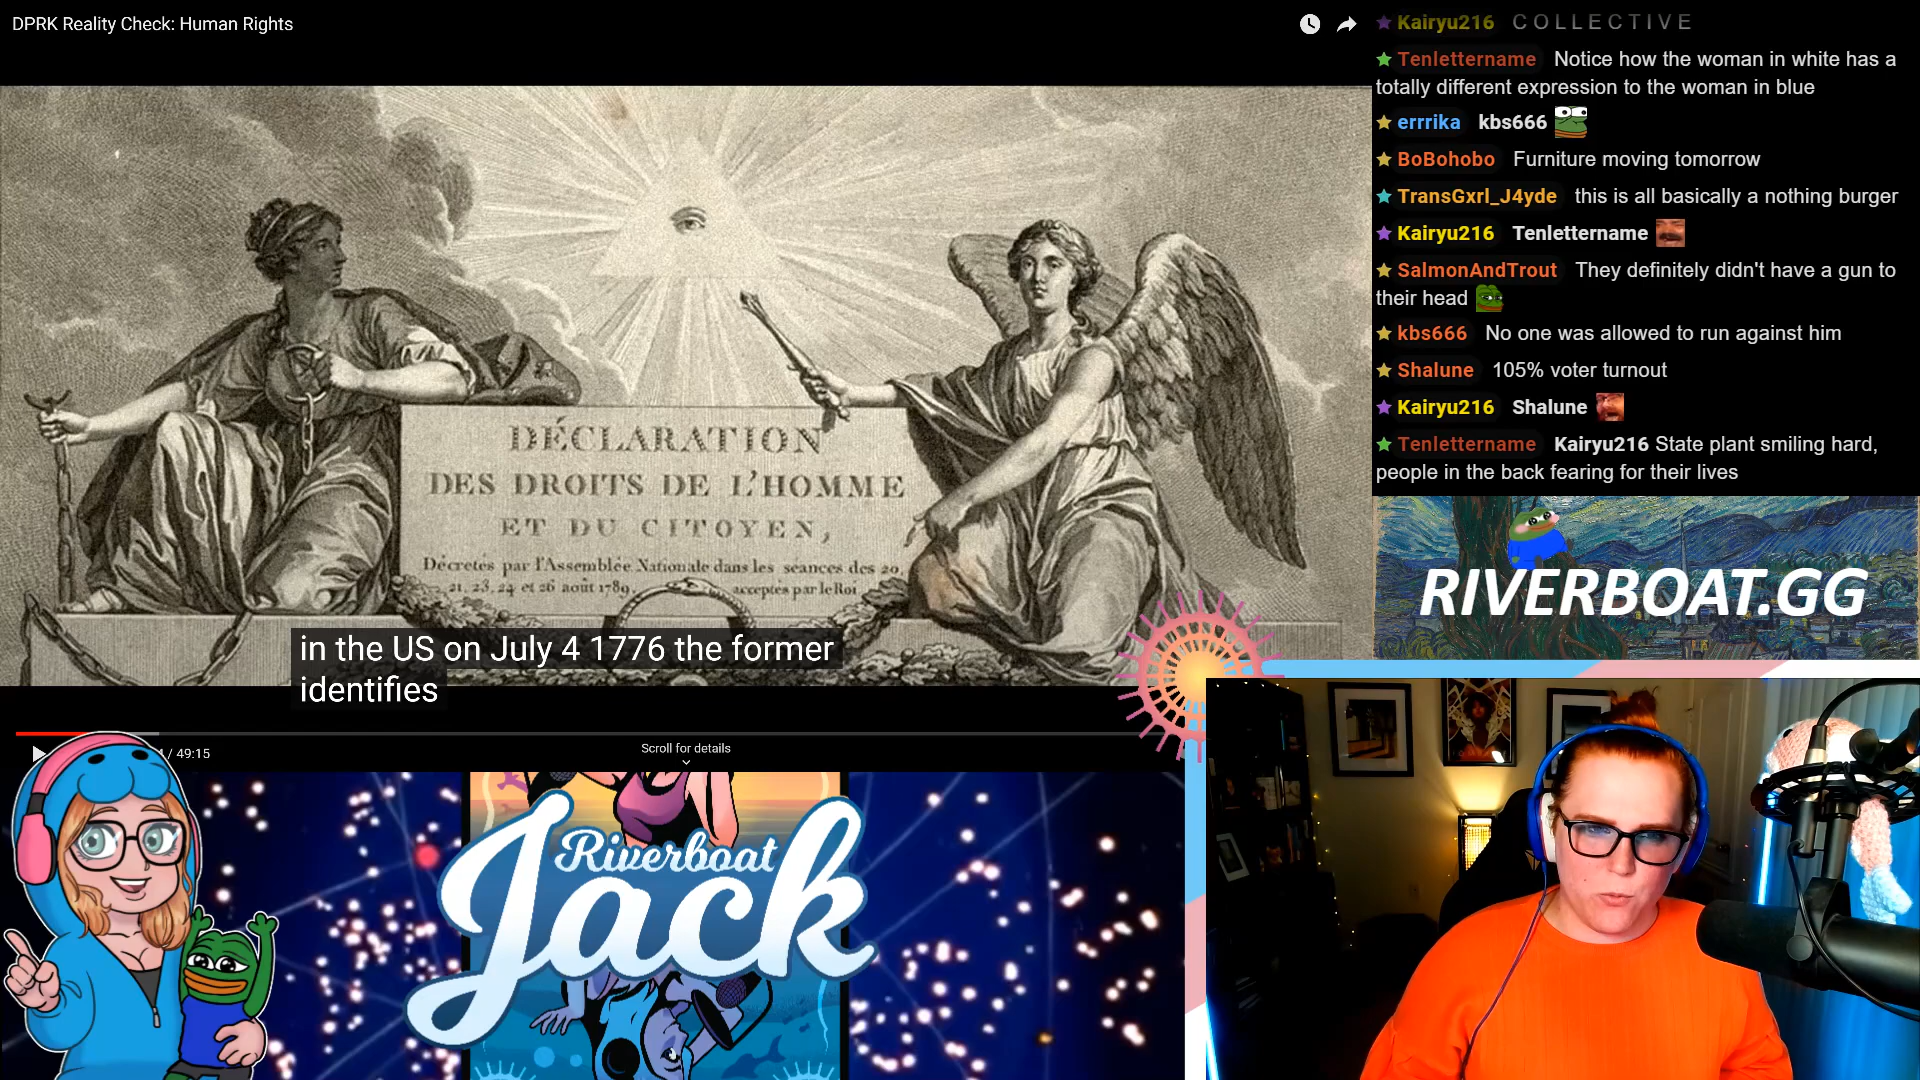 DPRK Reality Check: Human Rights
DÉCLARATION
DES DROITS DE L'HOMME
ET DU CITOYEN,
Décretés par l'Assemblée Nationale dans les séances des 20,
21, 23, 24 et 26 août 1789,
acceptés par le Roi
in the US on July 4 1776 the former
identifies
/ 49:15
Scroll for details
Riverboat
Jack
Kairyu216 COLLECTIVE
Tenlettername Notice how the woman in white has a
totally different expression to the woman in blue
errrika kbs666
BoBohobo Furniture moving tomorrow
TransGxrl_J4yde this is all basically a nothing burger
Kairyu216 Tenlettername
SalmonAndTrout They definitely didn't have a gun to
their head
kbs666 No one was allowed to run against him
Shalune 105% voter turnout
Kairyu216 Shalune
Tenlettername Kairyu216 State plant smiling hard,
people in the back fearing for their lives
RIVERBOAT.GG